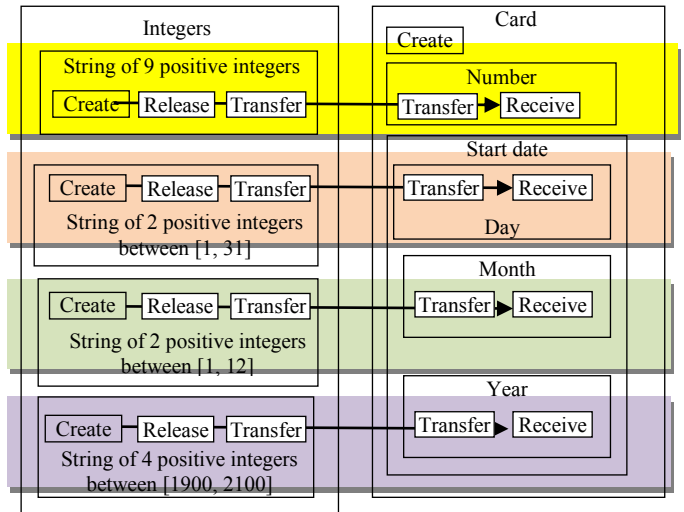 Integers
Card
Create
String of 9 positive integers
Number
Create Release Transfer
Transfer Receive
Start date
Create Release Transfer
Transfer Receive
String of 2 positive integers
between [1, 31]
Day
Month
Create Release Transfer
Transfer Receive
String of 2 positive integers
between [1, 12]
Year
Create Release Transfer
Transfer Receive
String of 4 positive integers
between [1900, 2100]